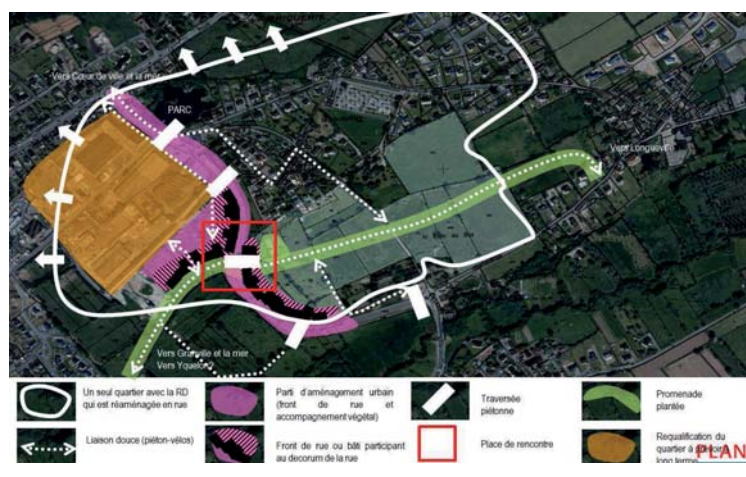 Vers Cœur de ville et la mer
PARC
Vers Longueville
Vers Granville et la mer
Vers Yquelon
Un seul quartier avec la RD
qui est réaménagée en rue
Parti d'aménagement urbain
(front de rue et
accompagnement végétal)
Traversée
piétonne
Promenade
plantée
Liaison douce (piéton-vélos)
Front de rue ou bâti participant
au decorum de la rue
Place de rencontre
Requalification du
quartier à
long terme
PLAN